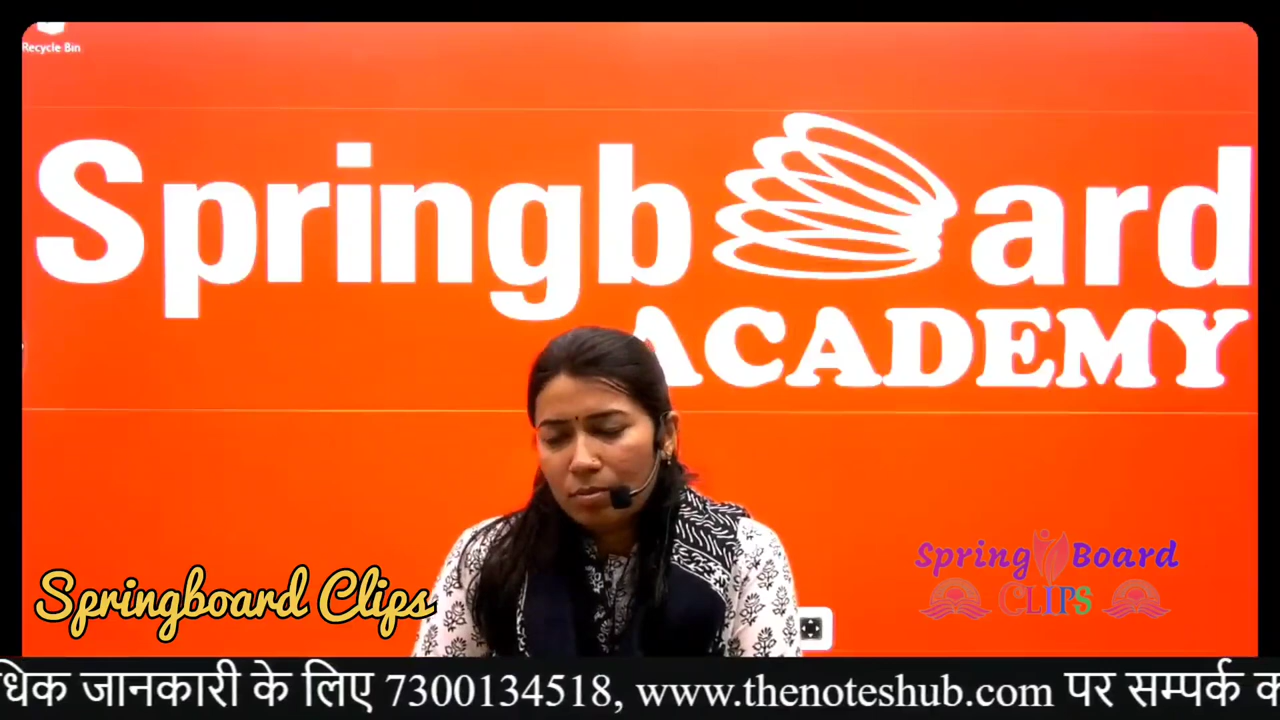 Recycle Bin
Springboard
ACADEMY
Spring Board
CLIPS
Springboard Clips
के लिए 7300134518, www.thenoteshub.com पर सम्पर्क
जानकारी